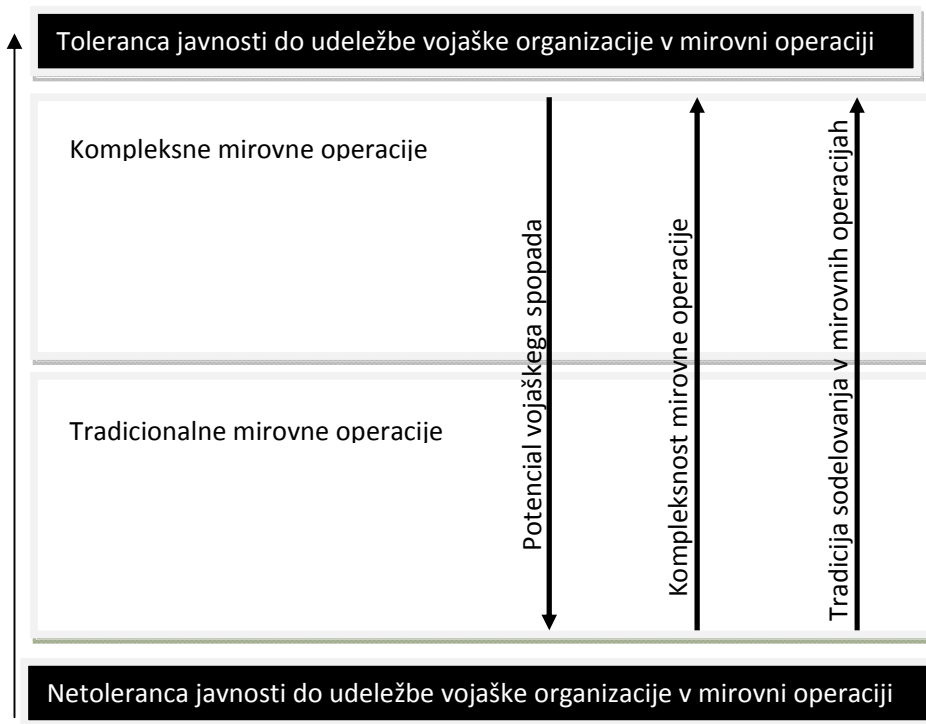 Toleranca javnosti do udeležbe vojaške organizacije v mirovni operaciji
Kompleksne mirovne operacije
Potencial vojaškega spopada
Kompleksnost mirovne operacije
Tradicija sodelovanja v mirovnih operacijah
Tradicionalne mirovne operacije
Netoleranca javnosti do udeležbe vojaške organizacije v mirovni operaciji